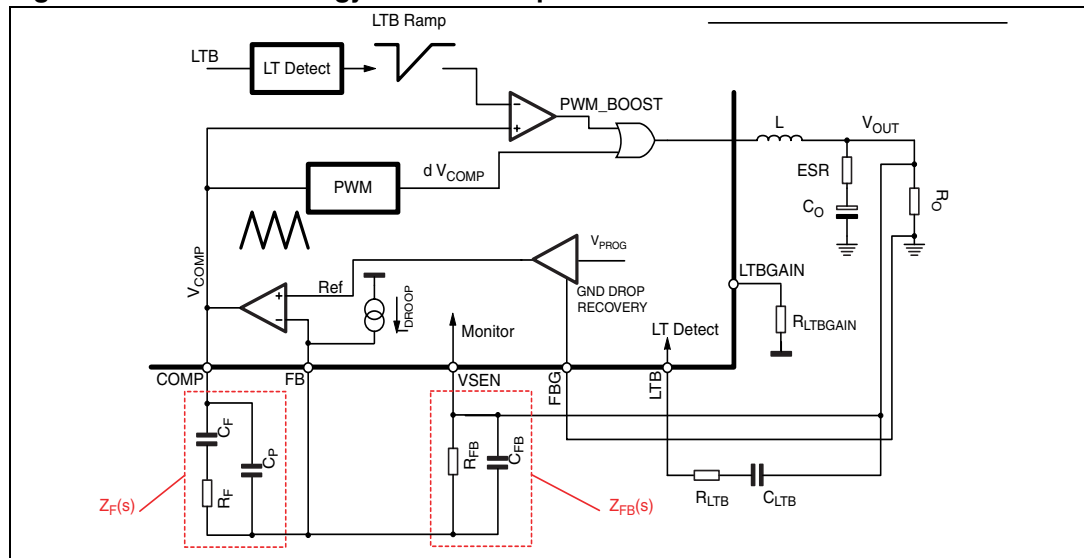 LTB Ramp
LTB
LT Detect
PWM_BOOST
L
VOUT
d VCOMP
ESR
PWM
CO
RO
VCOMP
VPROG
LTBGAIN
Ref
GND DROP
RECOVERY
IDROOP
RLTBGAIN
Monitor
LT Detect
COMP
FB
VSEN
FBG
LTB
CF
CP
RFB
CFB
RF
RLTB
CLTB
ZF(s)
ZFB(s)